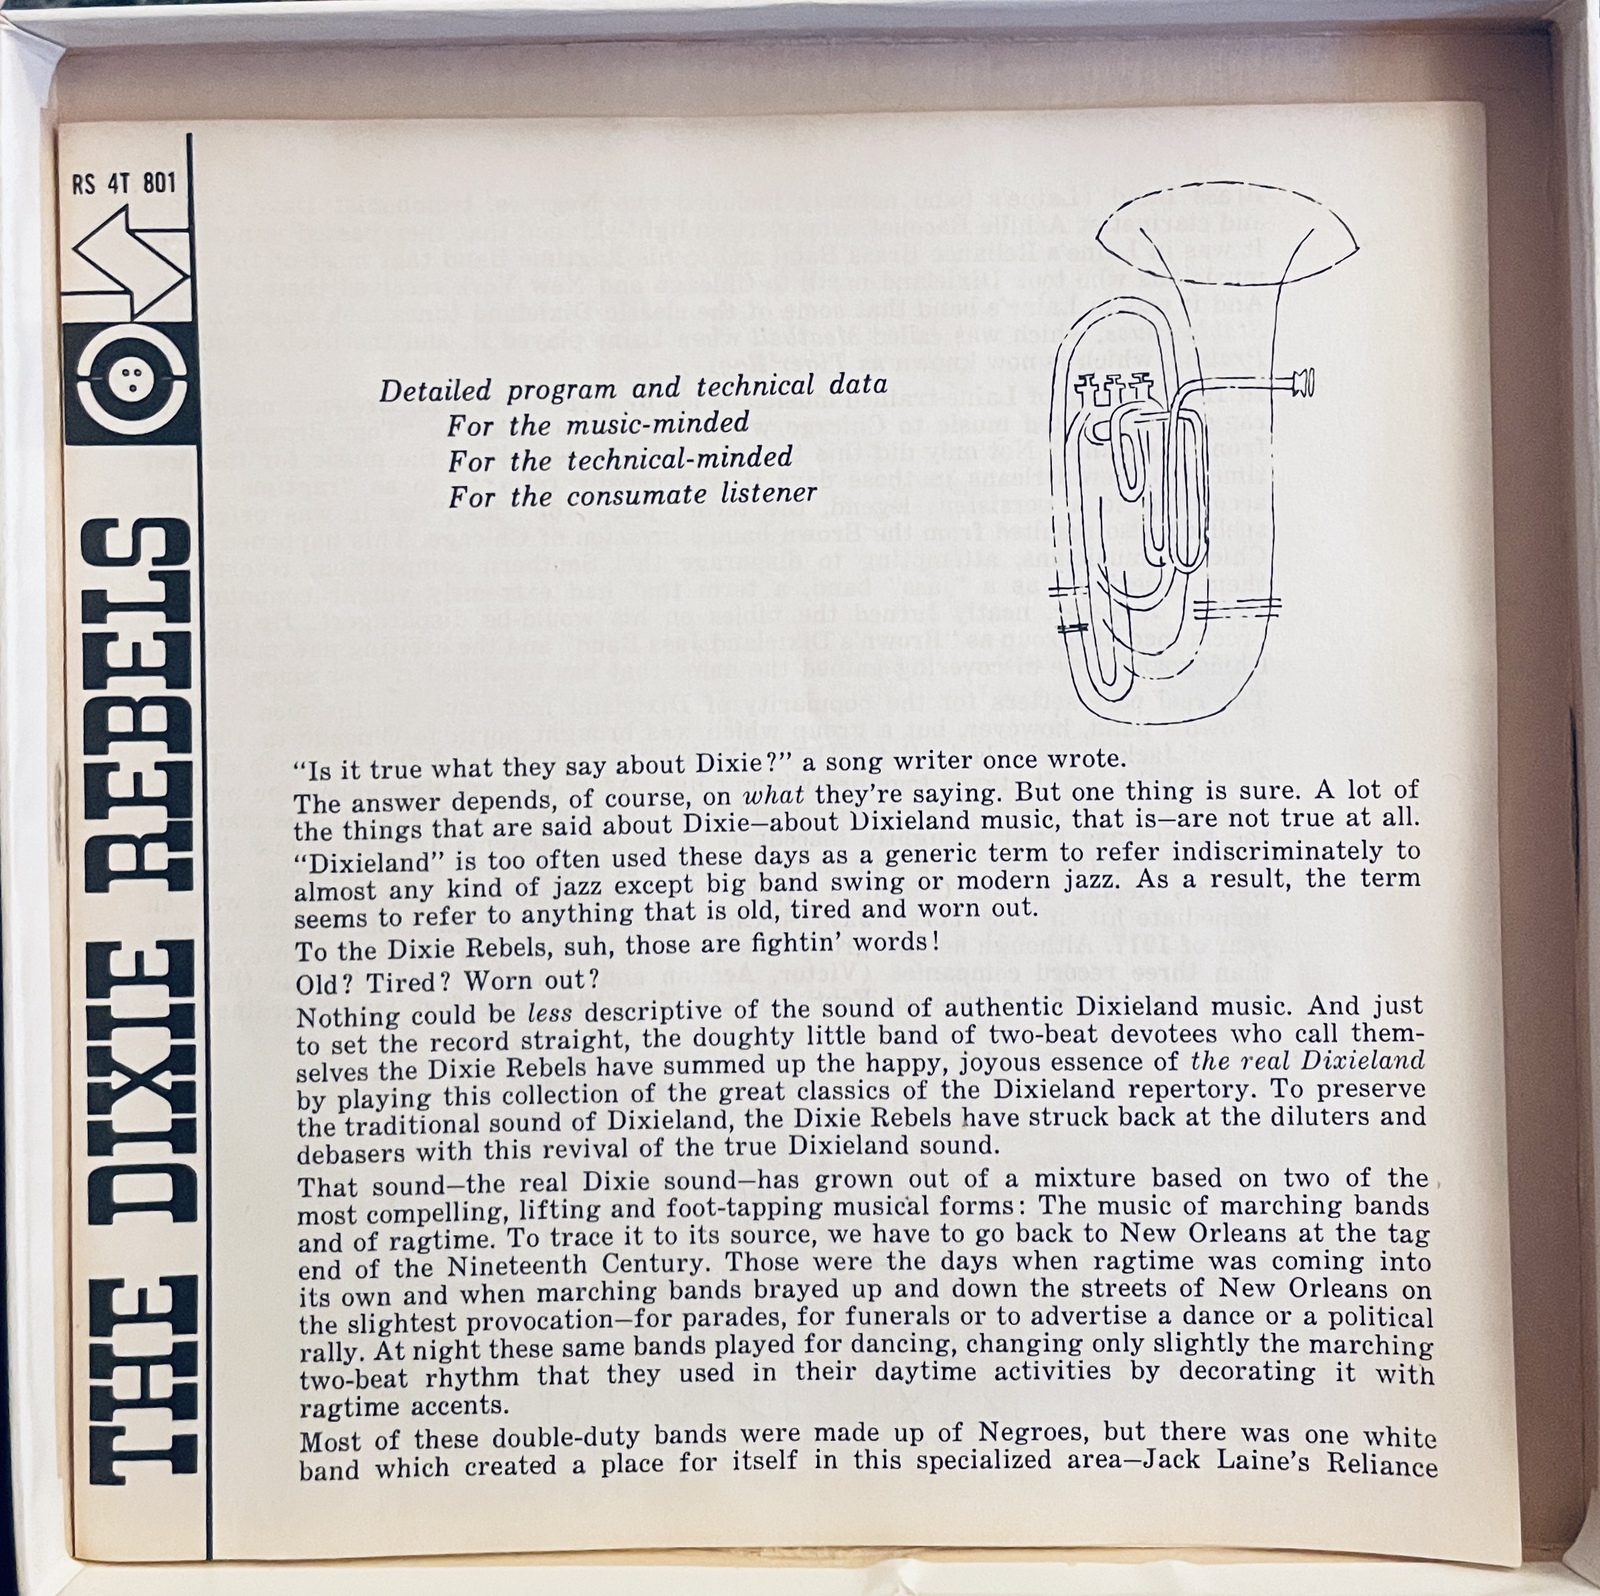 RS 4T 801
THE DIXIE REBELS
Detailed program and technical data
For the music-minded
For the technical-minded
For the consumate listener
“Is it true what they say about Dixie?” a song writer once wrote.
The answer depends, of course, on what they’re saying. But one thing is sure. A lot of
the things that are said about Dixie—about Dixieland music, that is—are not true at all.
“Dixieland” is too often used these days as a generic term to refer indiscriminately to
almost any kind of jazz except big band swing or modern jazz. As a result, the term
seems to refer to anything that is old, tired and worn out.
To the Dixie Rebels, suh, those are fightin’ words!
Old? Tired? Worn out?
Nothing could be less descriptive of the sound of authentic Dixieland music. And just
to set the record straight, the doughty little band of two-beat devotees who call them-
selves the Dixie Rebels have summed up the happy, joyous essence of the real Dixieland
by playing this collection of the great classics of the Dixieland repertory. To preserve
the traditional sound of Dixieland, the Dixie Rebels have struck back at the diluters and
debasers with this revival of the true Dixieland sound.
That sound—the real Dixie sound—has grown out of a mixture based on two of the
most compelling, lifting and foot-tapping musical forms: The music of marching bands
and of ragtime. To trace it to its source, we have to go back to New Orleans at the tag
end of the Nineteenth Century. Those were the days when ragtime was coming into
its own and when marching bands brayed up and down the streets of New Orleans on
the slightest provocation—for parades, for funerals or to advertise a dance or a political
rally. At night these same bands played for dancing, changing only slightly the marching
two-beat rhythm that they used in their daytime activities by decorating it with
ragtime accents.
Most of these double-duty bands were made up of Negroes, but there was one white
band which created a place for itself in this specialized area—Jack Laine’s Reliance